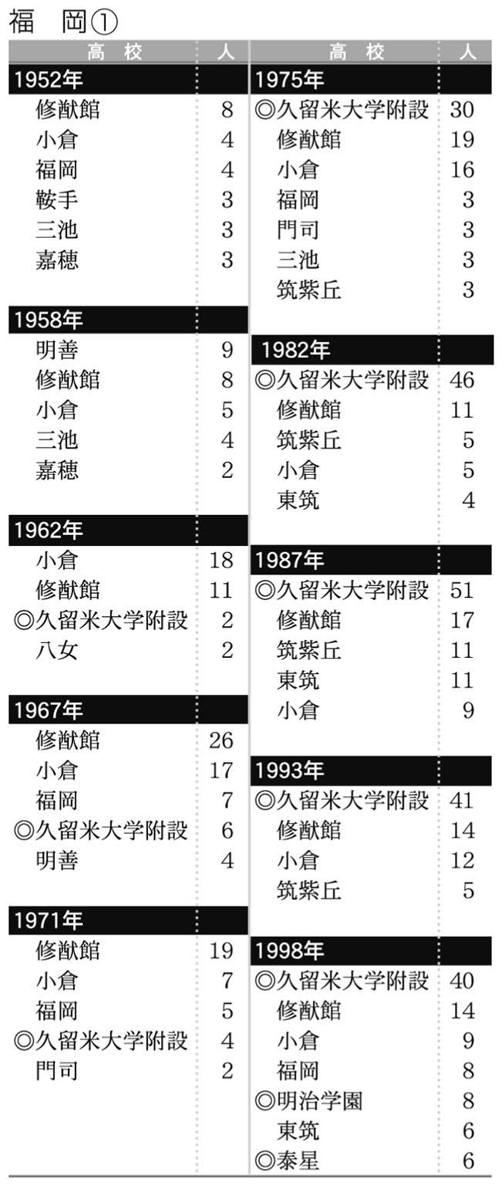 福 岡①
高 校 人
1952年
修猷館 8
小倉 4
福岡 4
鞍手 3
三池 3
嘉穂 3
1958年
明善 9
修猷館 8
小倉 5
三池 4
嘉穂 2
1962年
小倉 18
修猷館 11
◎久留米大学附設 2
八女 2
1967年
修猷館 26
小倉 17
福岡 7
◎久留米大学附設 6
明善 4
1971年
修猷館 19
小倉 7
福岡 5
◎久留米大学附設 4
門司 2
高 校 人
1975年
◎久留米大学附設 30
修猷館 19
小倉 16
福岡 3
門司 3
三池 3
筑紫丘 3
1982年
◎久留米大学附設 46
修猷館 11
筑紫丘 5
小倉 5
東筑 4
1987年
◎久留米大学附設 51
修猷館 17
筑紫丘 11
東筑 11
小倉 9
1993年
◎久留米大学附設 41
修猷館 14
小倉 12
筑紫丘 5
1998年
◎久留米大学附設 40
修猷館 14
小倉 9
福岡 8
◎明治学園 8
東筑 6
◎泰星 6